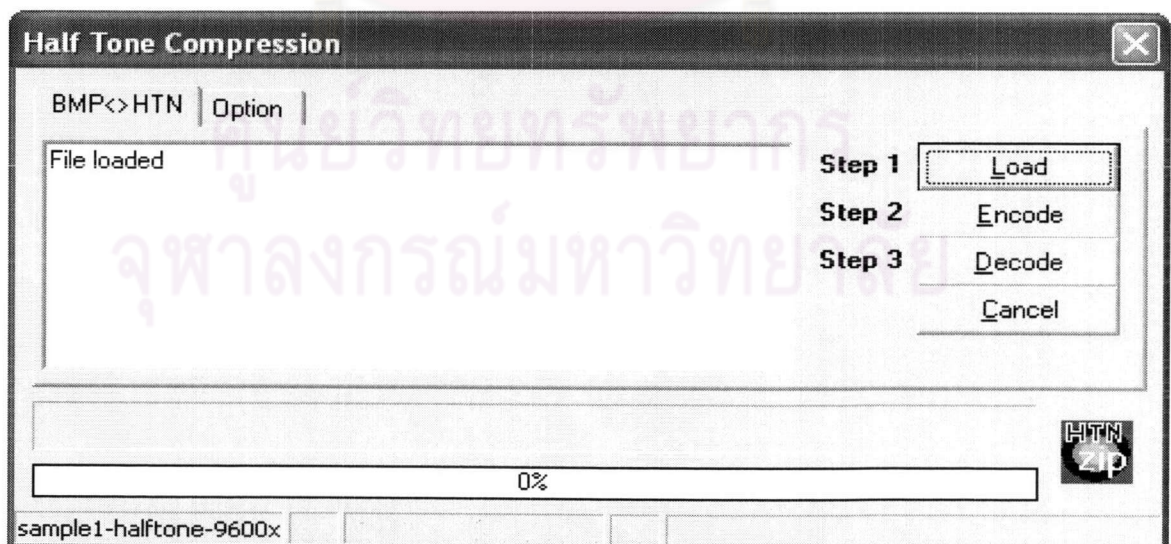 Half Tone Compression
BMP<>HTN Option
File loaded
Step 1 Load
Step 2 Encode
Step 3 Decode
Cancel
ศูนย์วิทยทรัพยากร
จุฬาลงกรณ์มหาวิทยาลัย
HTN
zip
0%
sample1-halftone-9600x